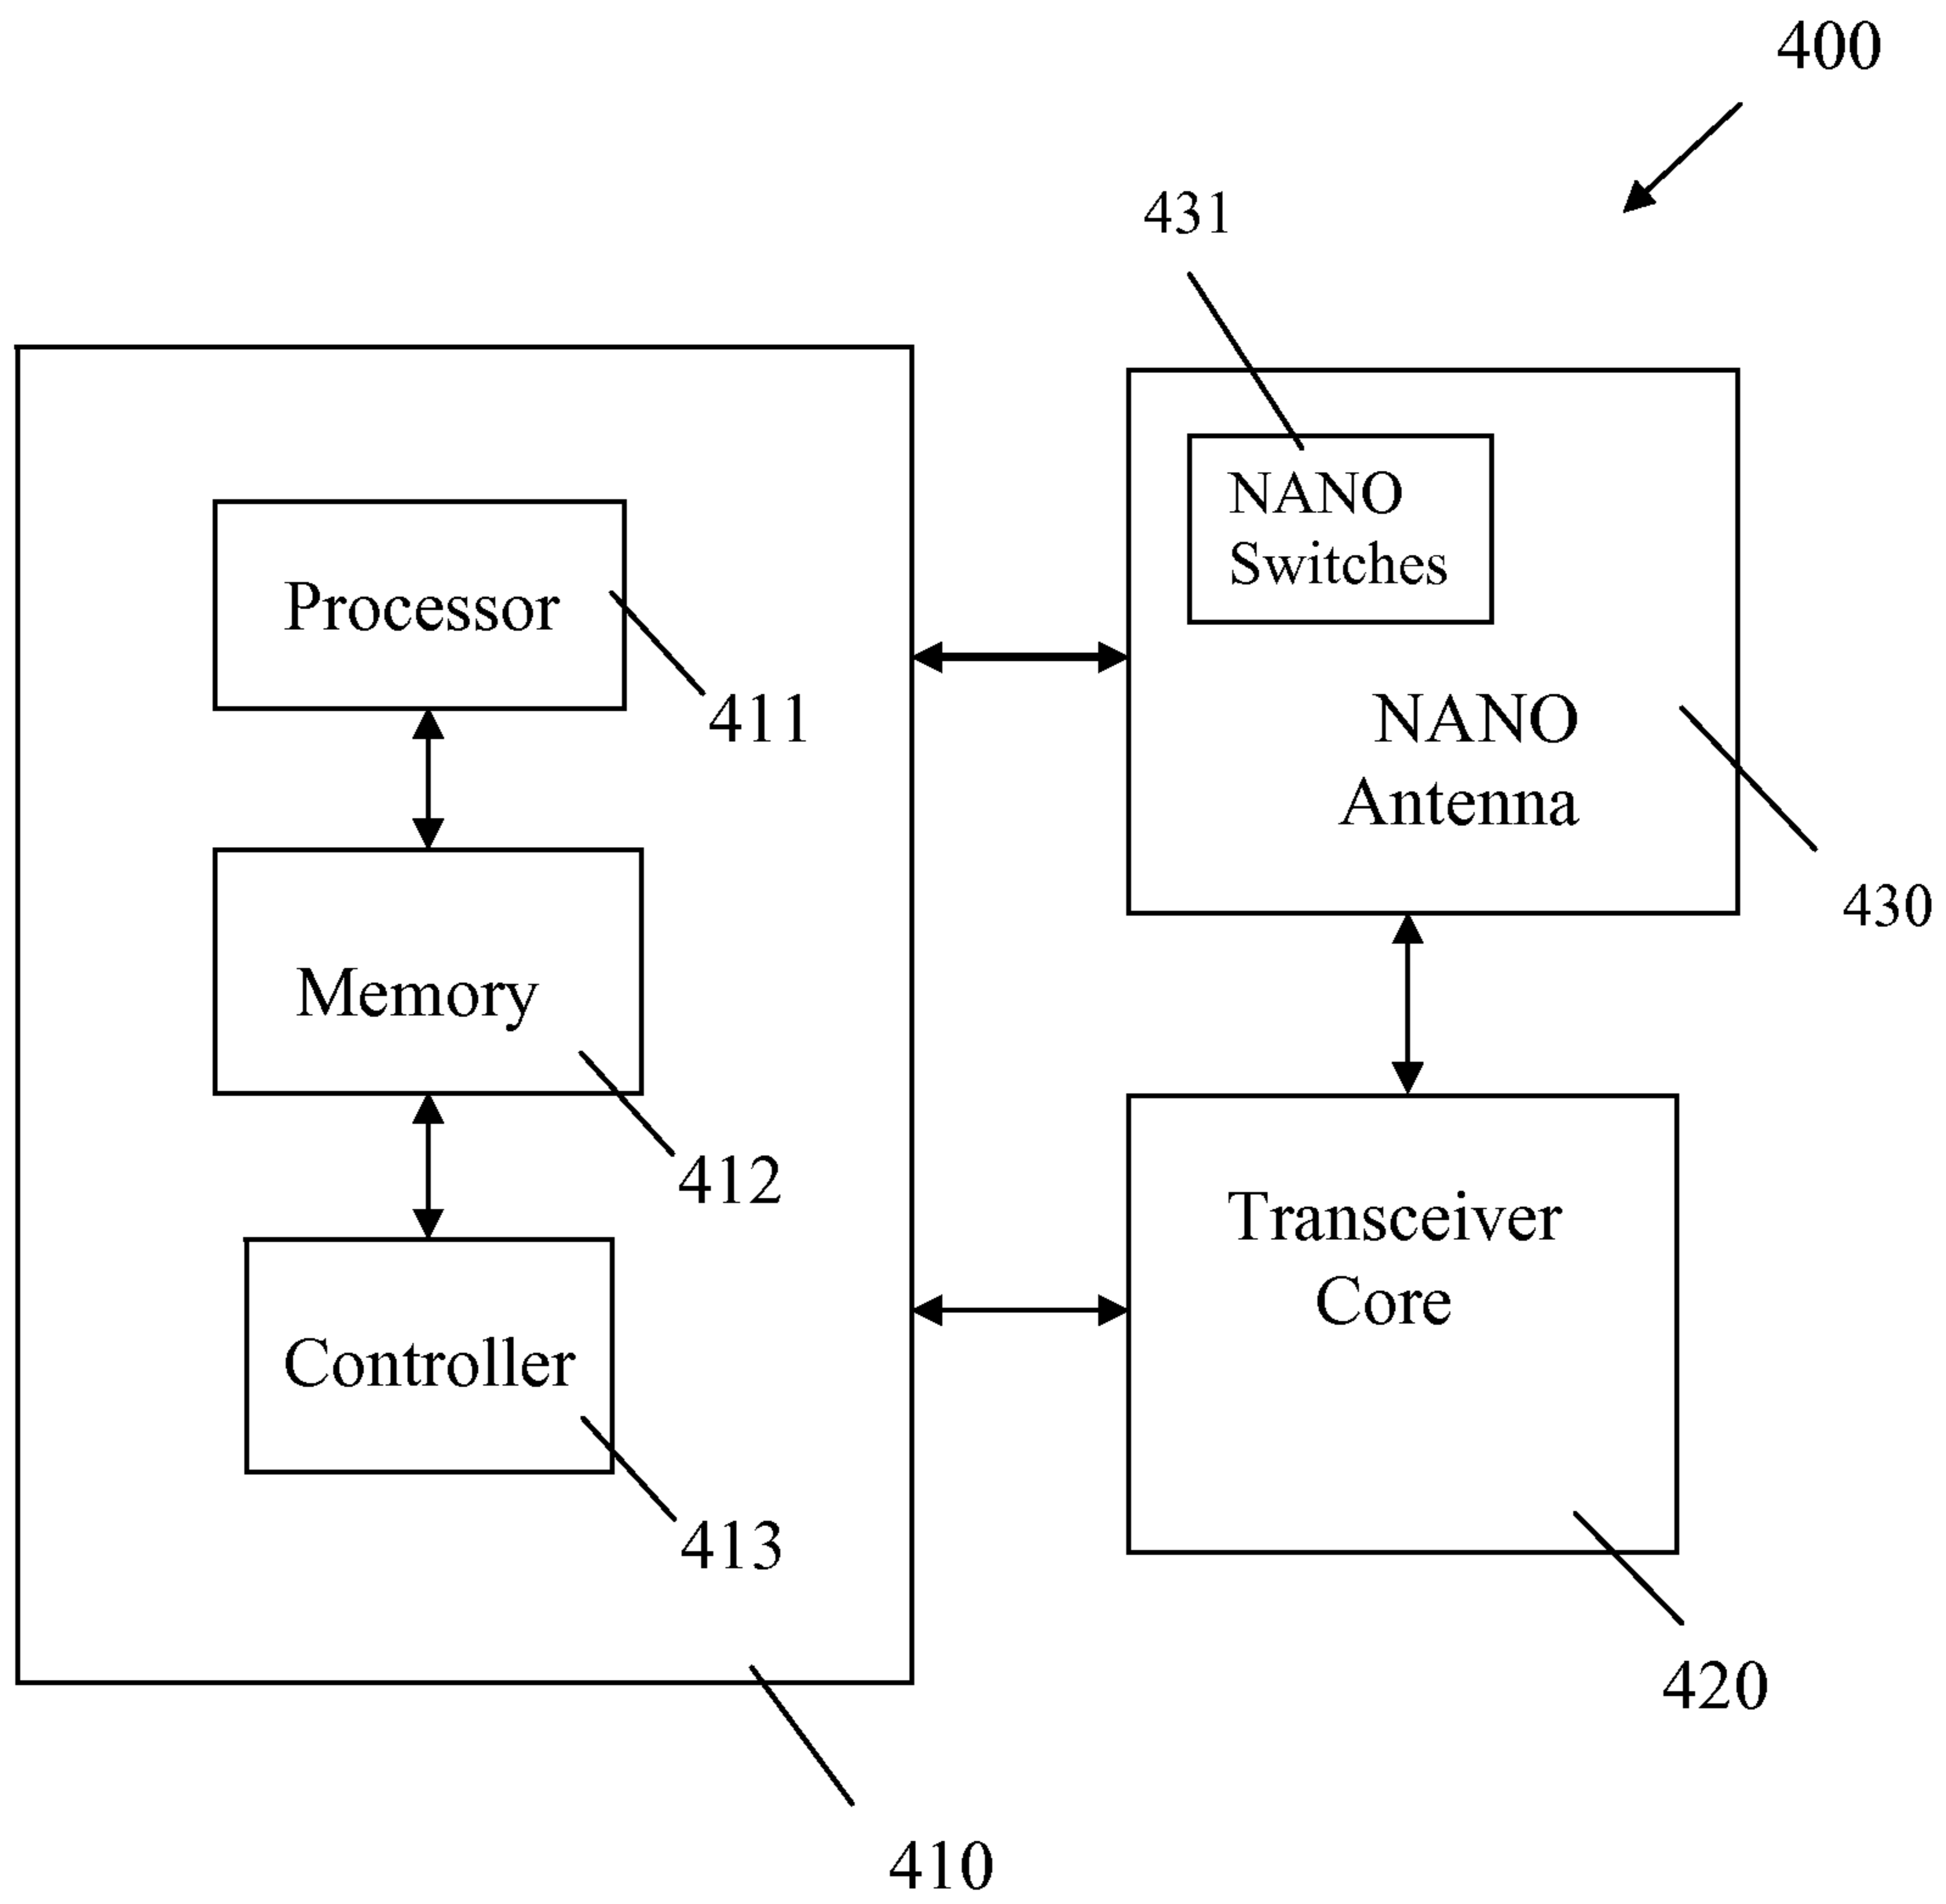 400
431
NANO
Switches
Processor
411
NANO
Antenna
430
Memory
412
Transceiver
Core
Controller
413
420
410